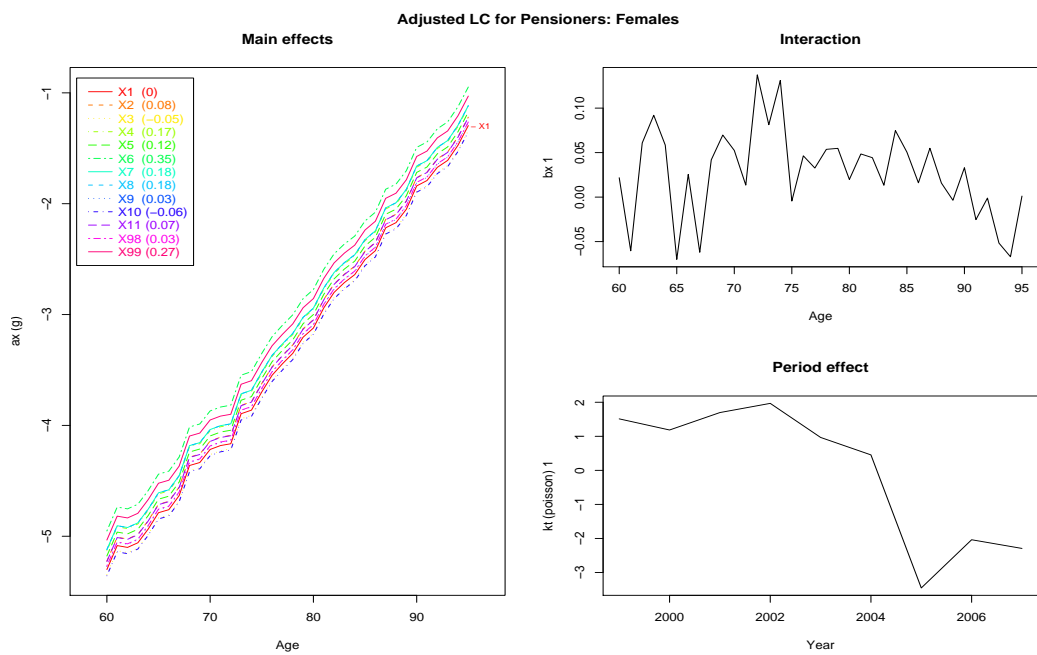 Adjusted LC for Pensioners: Females
Main effects
X1 (0)
X2 (0.08)
X3 (−0.05)
X4 (0.17)
X5 (0.12)
X6 (0.35)
X7 (0.18)
X8 (0.18)
X9 (0.03)
X10 (−0.06)
X11 (0.07)
X98 (0.03)
X99 (0.27)
X1
ax (g)
-1
-2
-3
-4
-5
60 70 80 90
Age
Interaction
bx 1
0.10
0.05
0.00
-0.05
60 65 70 75 80 85 90 95
Age
Period effect
kt (poisson) 1
2
1
0
-1
-2
-3
2000 2002 2004 2006
Year